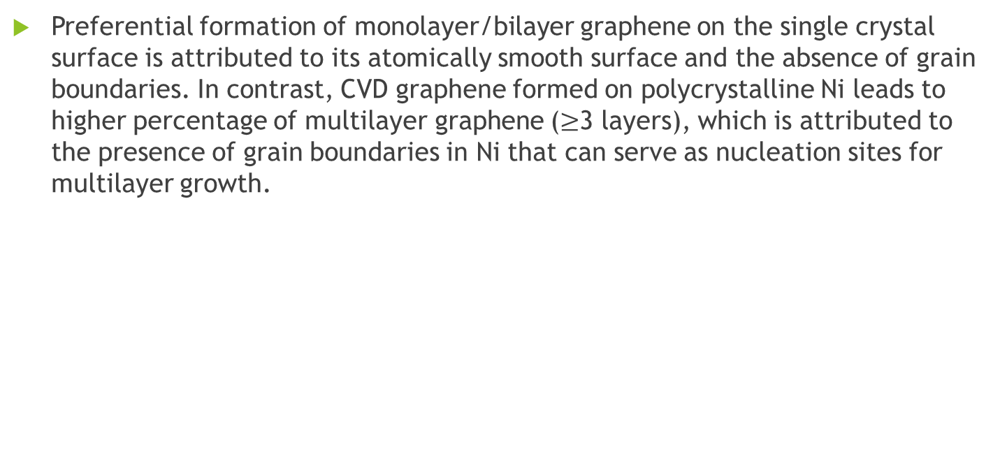 Preferential formation of monolayer/bilayer graphene on the single crystal
surface is attributed to its atomically smooth surface and the absence of grain
boundaries. In contrast, CVD graphene formed on polycrystalline Ni leads to
higher percentage of multilayer graphene (≥3 layers), which is attributed to
the presence of grain boundaries in Ni that can serve as nucleation sites for
multilayer growth.